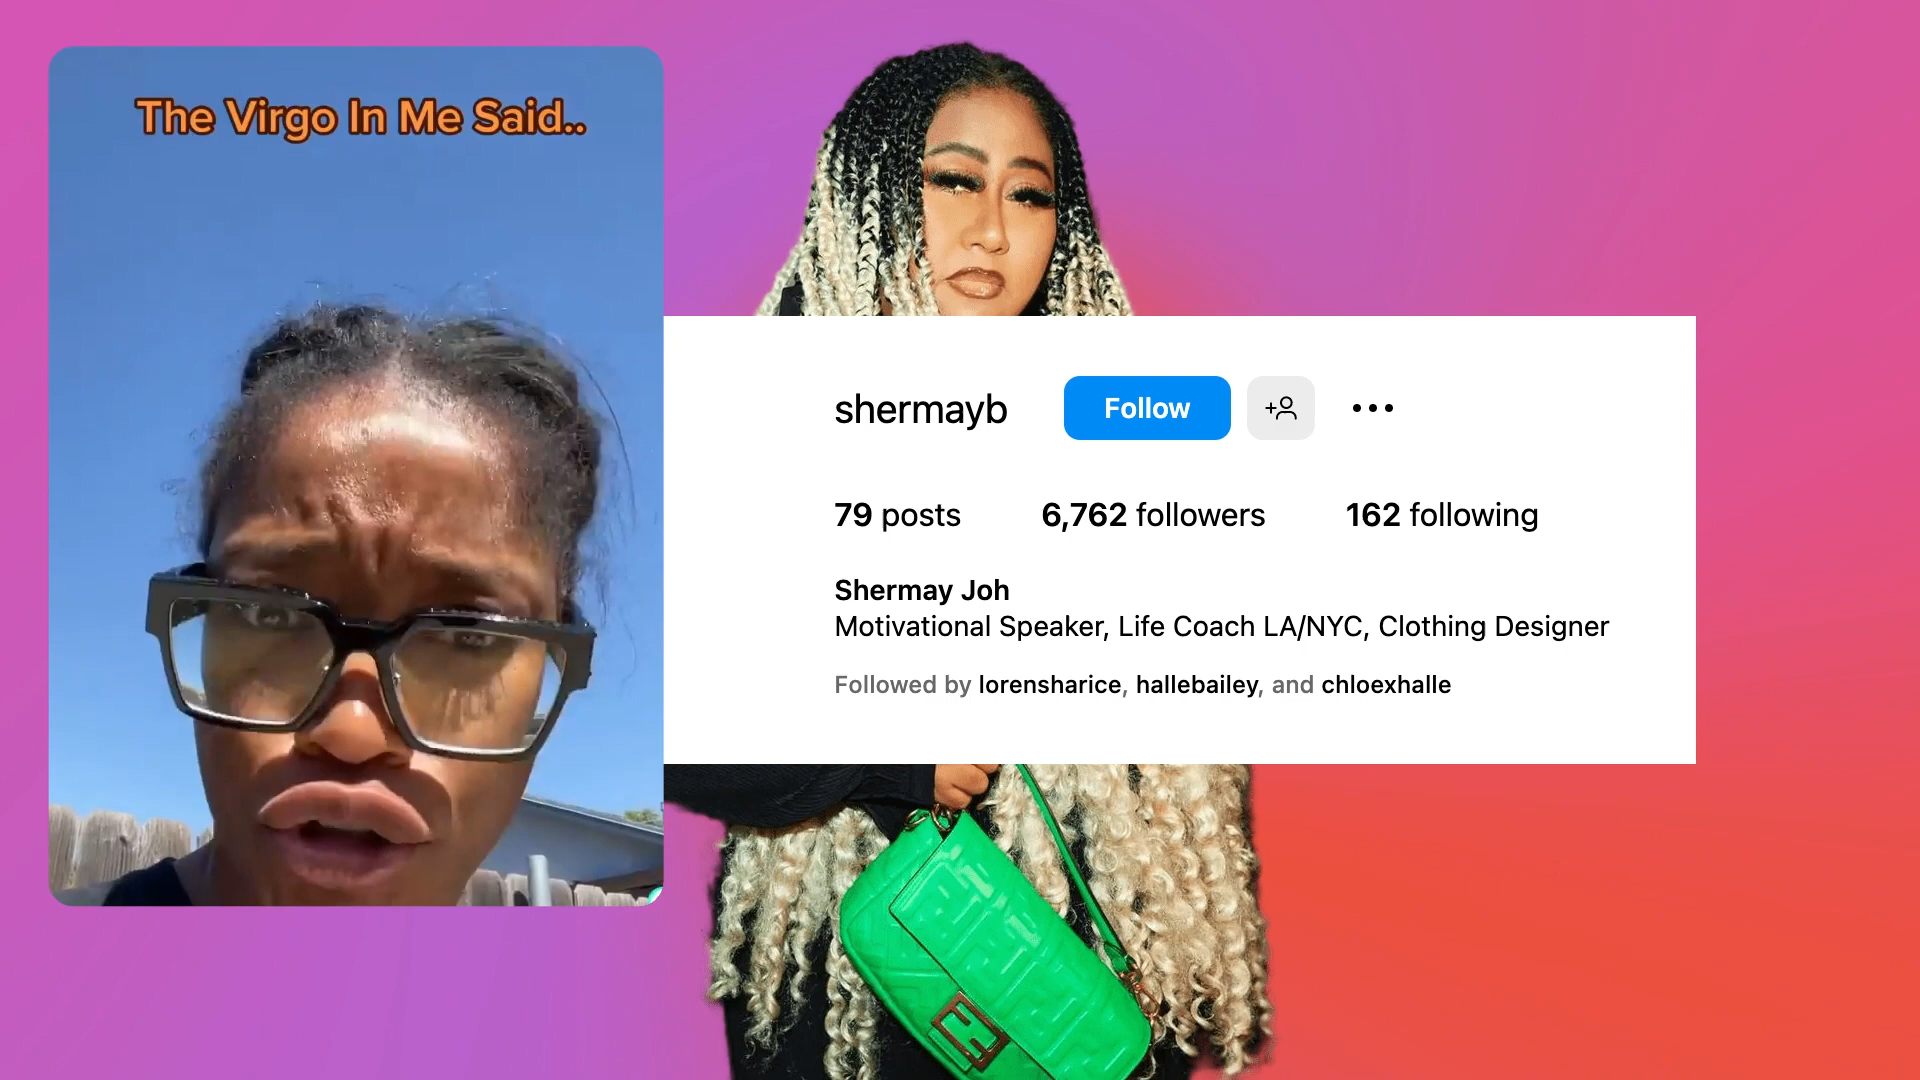 The Virgo In Me Said..
shermayb
Follow
79 posts 6,762 followers 162 following
Shermay Joh
Motivational Speaker, Life Coach LA/NYC, Clothing Designer
Followed by lorensharice, hallebailey, and chloexhalle